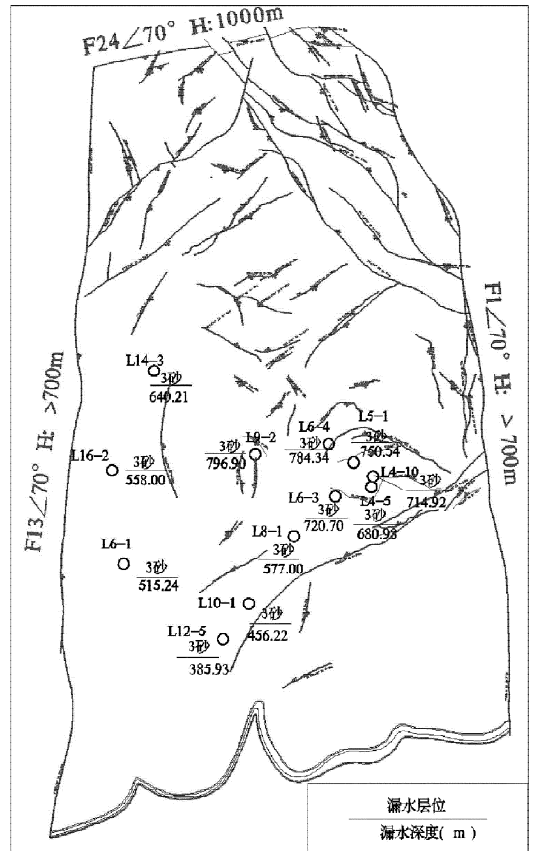 F24∠70° H:1000m
F13∠70° H: >700m
F1∠70° H: >700m
L14-3
3砂
640.21
L5-1
L6-4
3砂
760.54
L9-2
3砂
796.90
3砂
784.34
L16-2
3砂
558.00
L4-10
3砂
714.92
L6-3
L4-5
3砂
720.70
3砂
680.93
L8-1
3砂
577.00
L6-1
3砂
515.24
L10-1
3砂
456.22
L12-5
3砂
385.93
漏水层位
漏水深度( m )